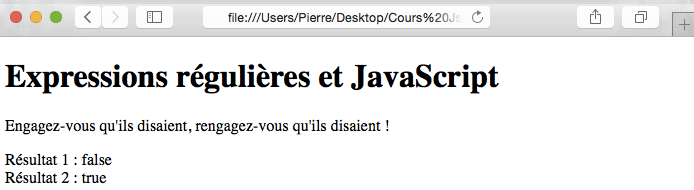 file:///Users/Pierre/Desktop/Cours%20Js
Expressions régulières et JavaScript
Engagez-vous qu'ils disaient, rengagez-vous qu'ils disaient !
Résultat 1 : false
Résultat 2 : true